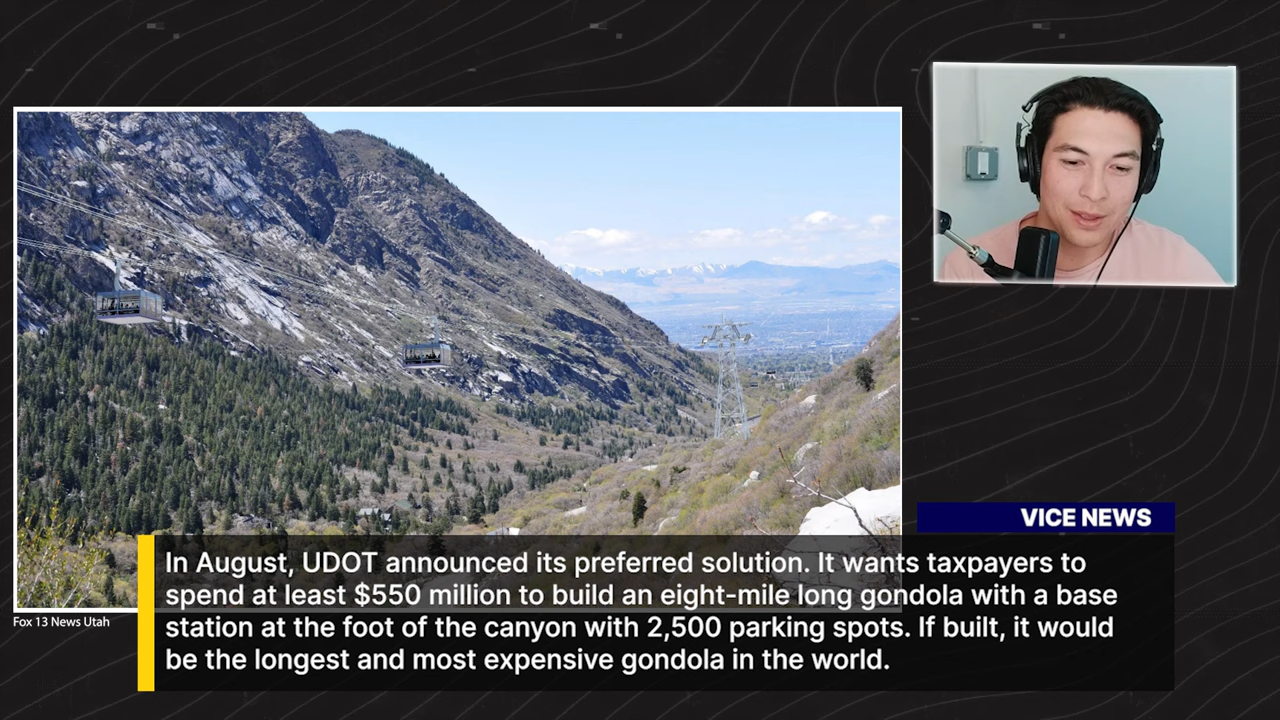 Fox 13 News Utah
VICE NEWS
In August, UDOT announced its preferred solution. It wants taxpayers to
spend at least $550 million to build an eight-mile long gondola with a base
station at the foot of the canyon with 2,500 parking spots. If built, it would
be the longest and most expensive gondola in the world.